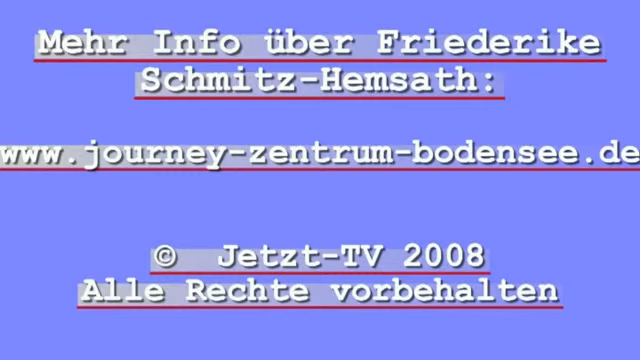 Mehr Info über Friederike
Schmitz-Hemsath:
www.journey-zentrum-bodensee.de
© Jetzt-TV 2008
Alle Rechte vorbehalten